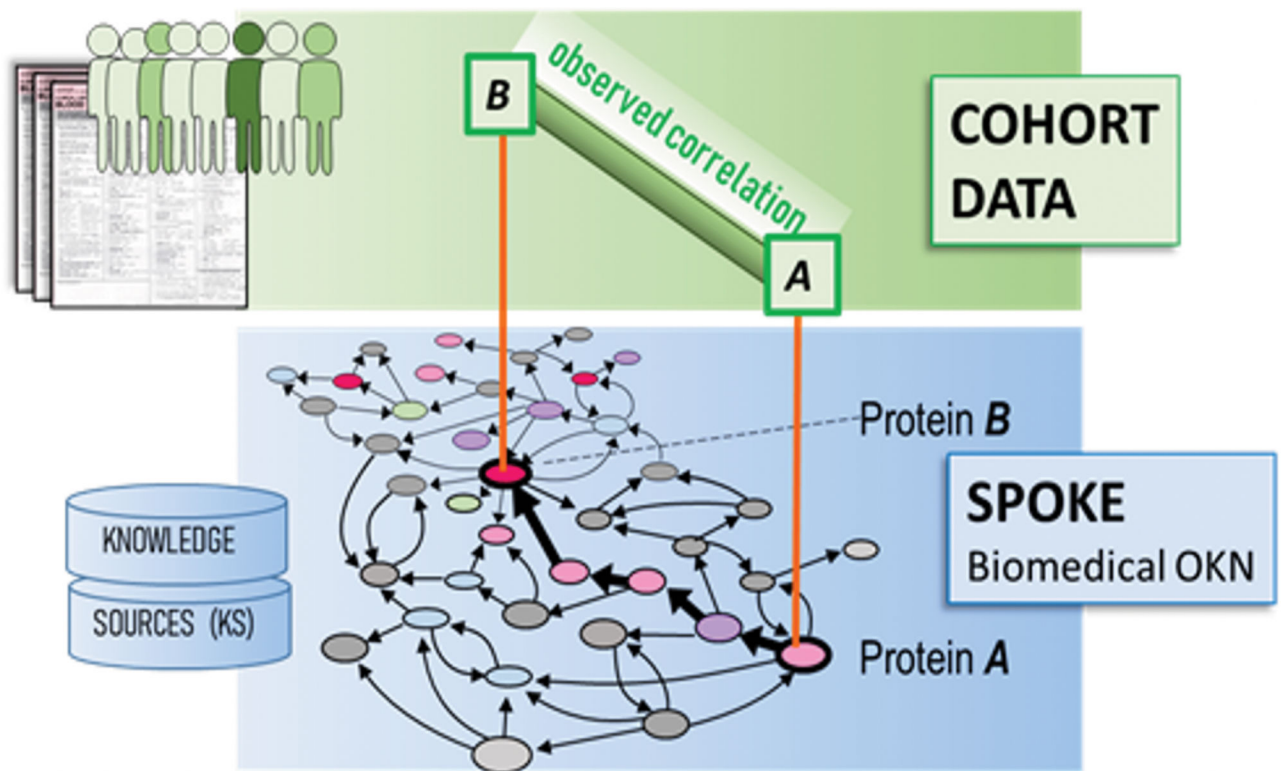 B
observed correlation
A
COHORT
DATA
Protein B
SPOKE
Biomedical OKN
KNOWLEDGE
SOURCES (KS)
Protein A